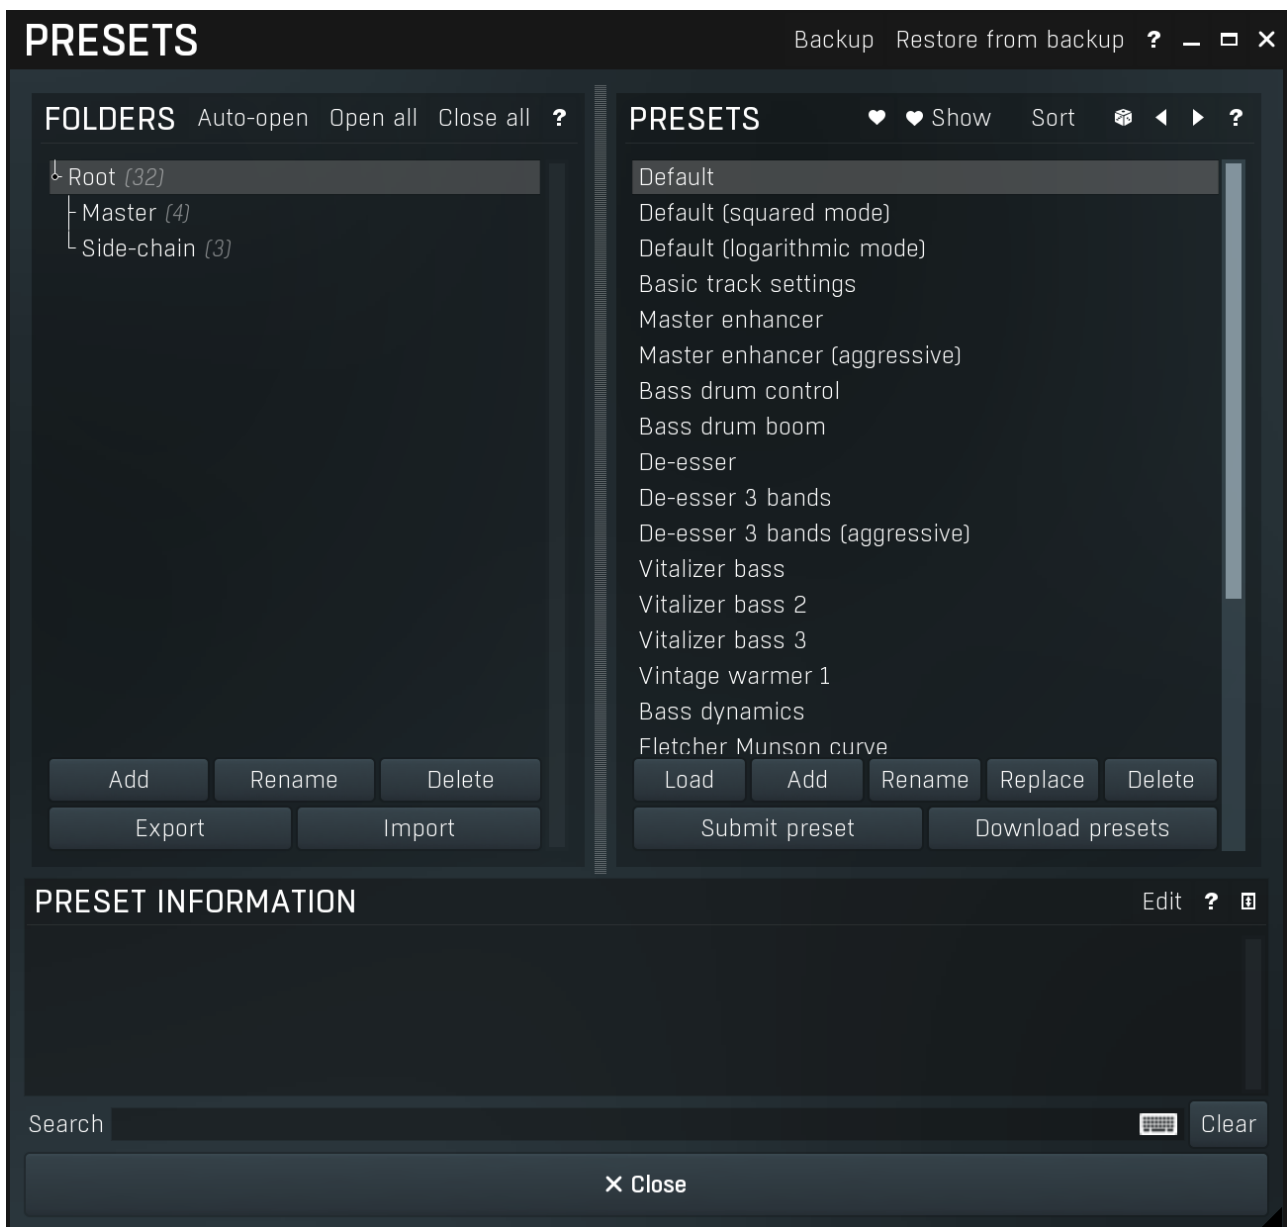 PRESETS Backup Restore from backup ?
FOLDERS Auto-open Open all Close all ?
Root (32)
Master (4)
Side-chain (3)
Add Rename Delete
Export Import
PRESETS Show Sort ?
Default
Default (squared mode)
Default (logarithmic mode)
Basic track settings
Master enhancer
Master enhancer (aggressive)
Bass drum control
Bass drum boom
De-esser
De-esser 3 bands
De-esser 3 bands (aggressive)
Vitalizer bass
Vitalizer bass 2
Vitalizer bass 3
Vintage warmer 1
Bass dynamics
Fletcher Munson curve
Load Add Rename Replace Delete
Submit preset Download presets
PRESET INFORMATION Edit ?
Search Clear
Close